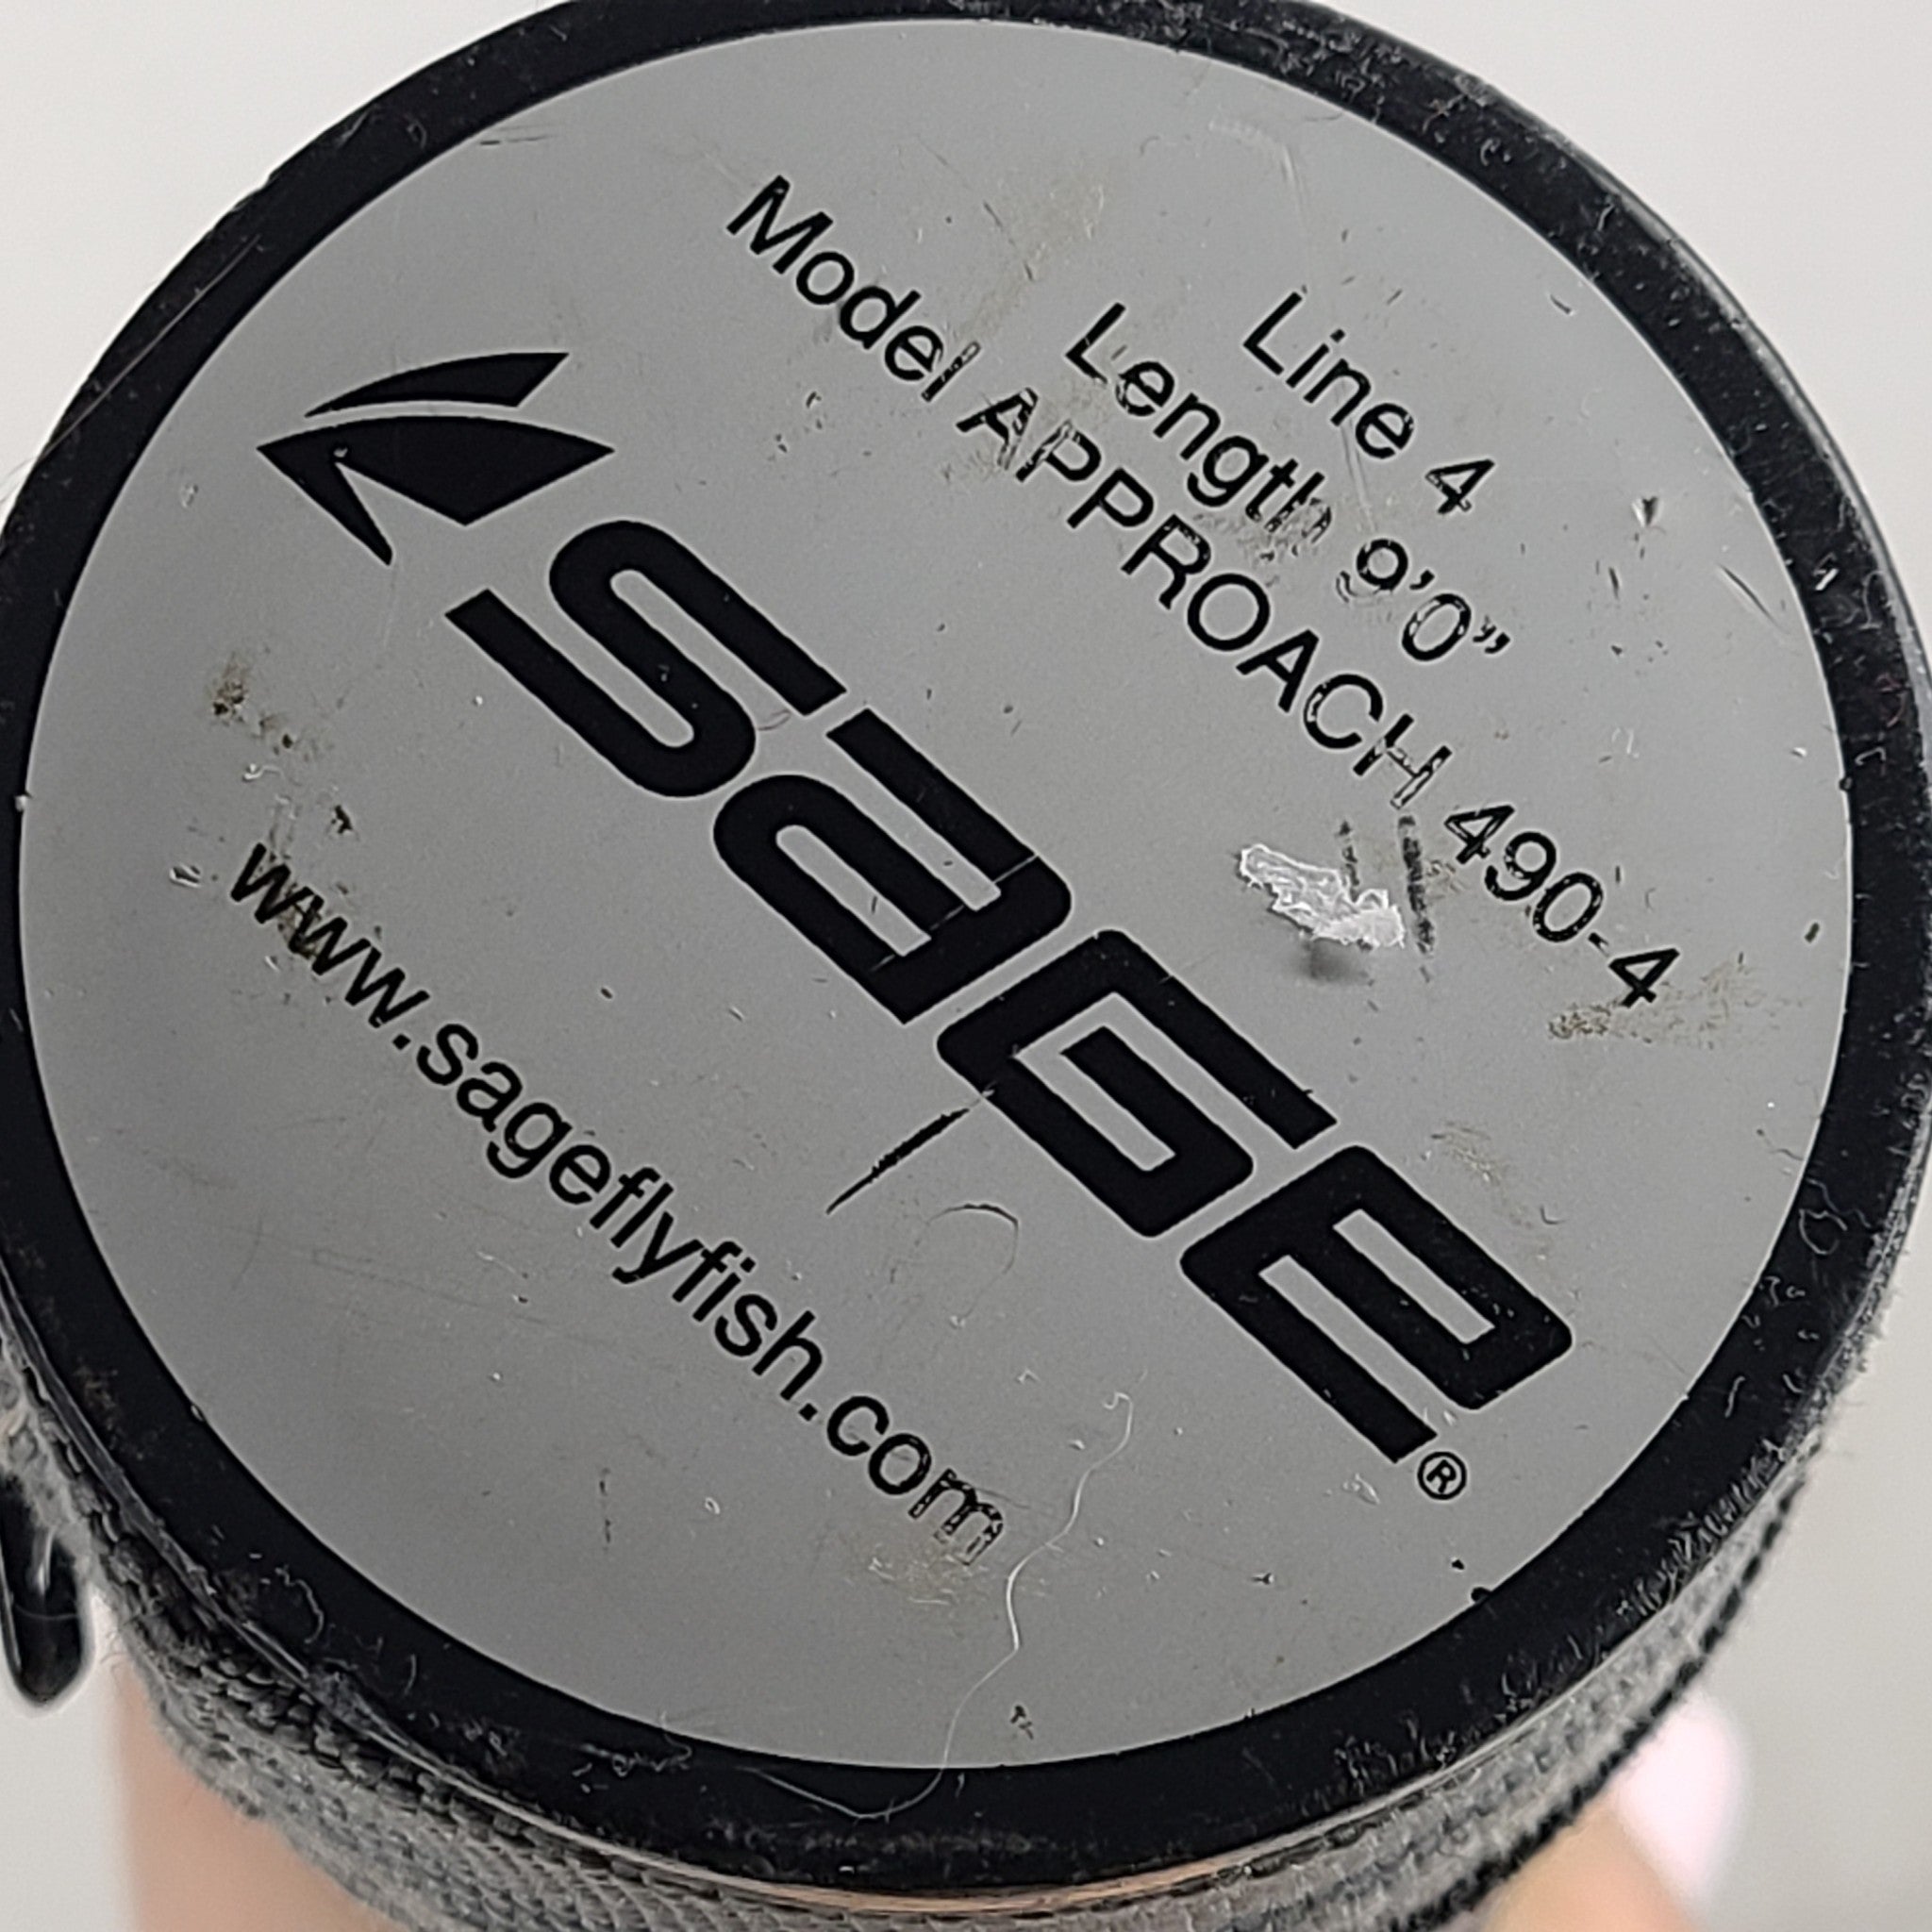 Line 4
Length 9'0”
Model APPROACH 490-4
SAGE®
www.sageflyfish.com